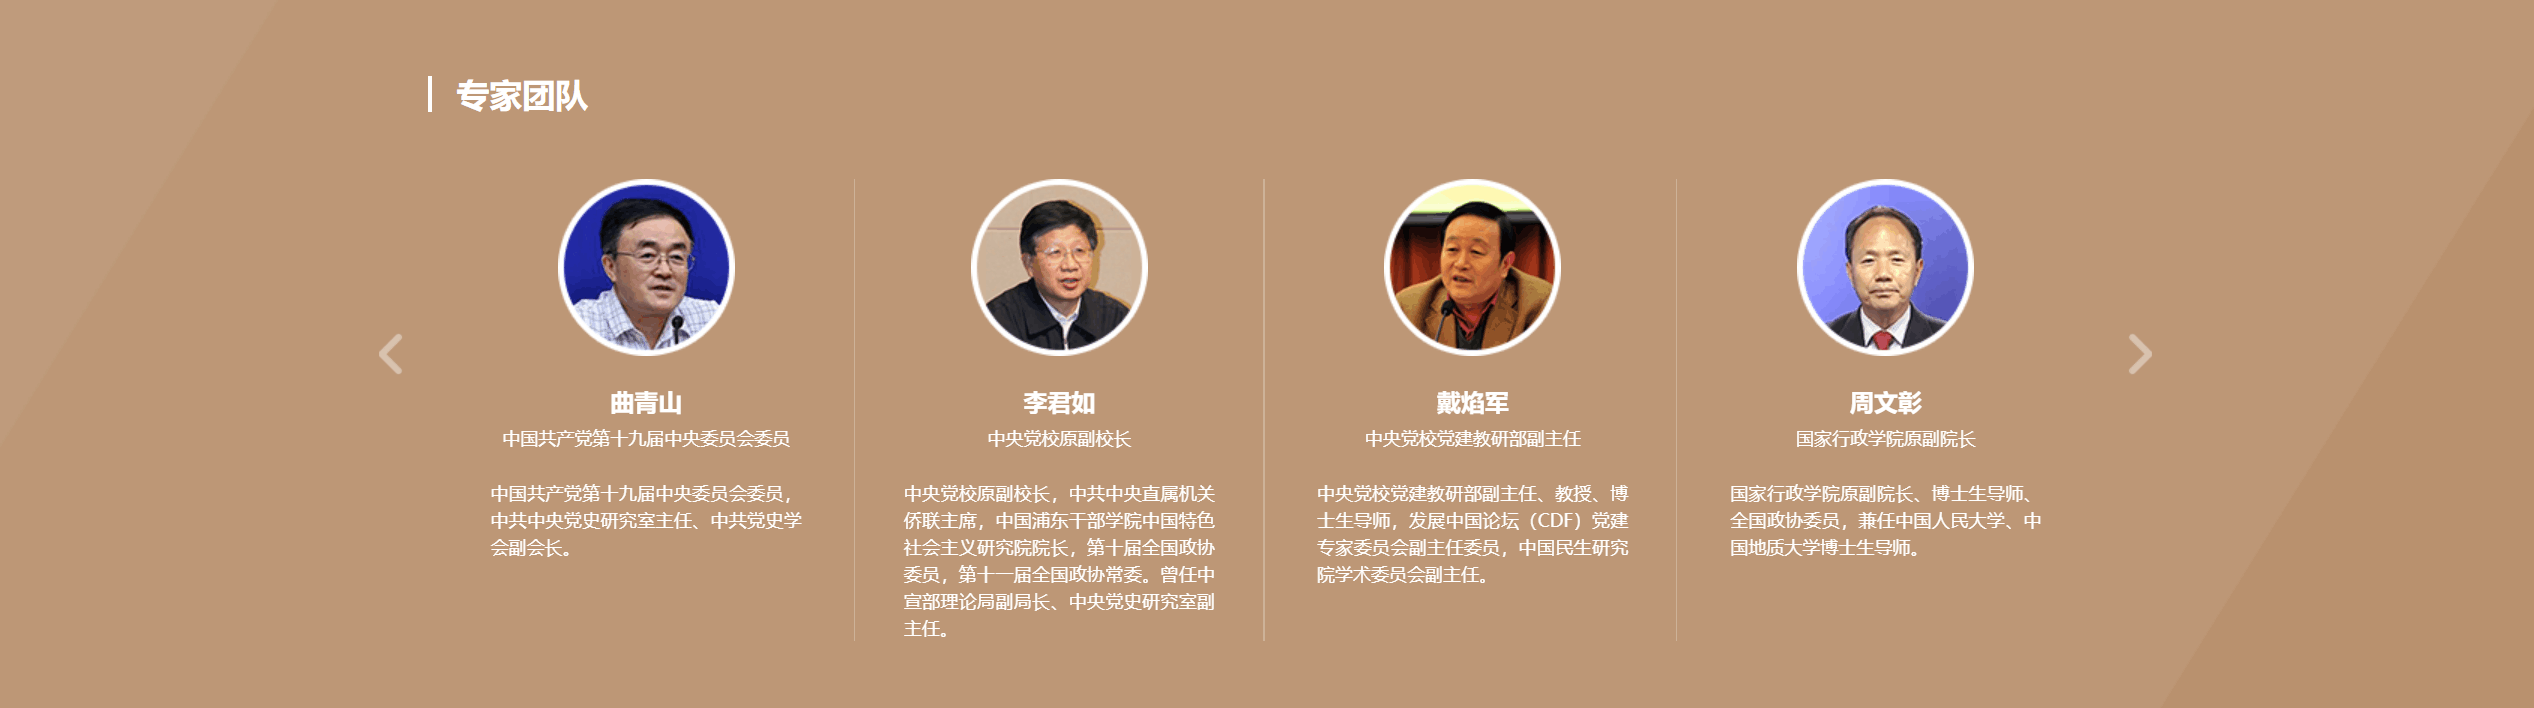 专家团队
曲青山
中国共产党第十九届中央委员会委员
中国共产党第十九届中央委员会委员，
中共中央党史研究室主任、中共党史学
会副会长。
李君如
中央党校原副校长
中央党校原副校长，中共中央直属机关
侨联主席，中国浦东干部学院中国特色
社会主义研究院院长，第十届全国政协
委员，第十一届全国政协常委。曾任中
宣部理论局副局长、中央党史研究室副
主任。
戴焰军
中央党校党建教研部副主任
中央党校党建教研部副主任、教授、博
士生导师，发展中国论坛（CDF）党建
专家委员会副主任委员，中国民生研究
院学术委员会副主任。
周文彰
国家行政学院原副院长
国家行政学院原副院长、博士生导师、
全国政协委员，兼任中国人民大学、中
国地质大学博士生导师。